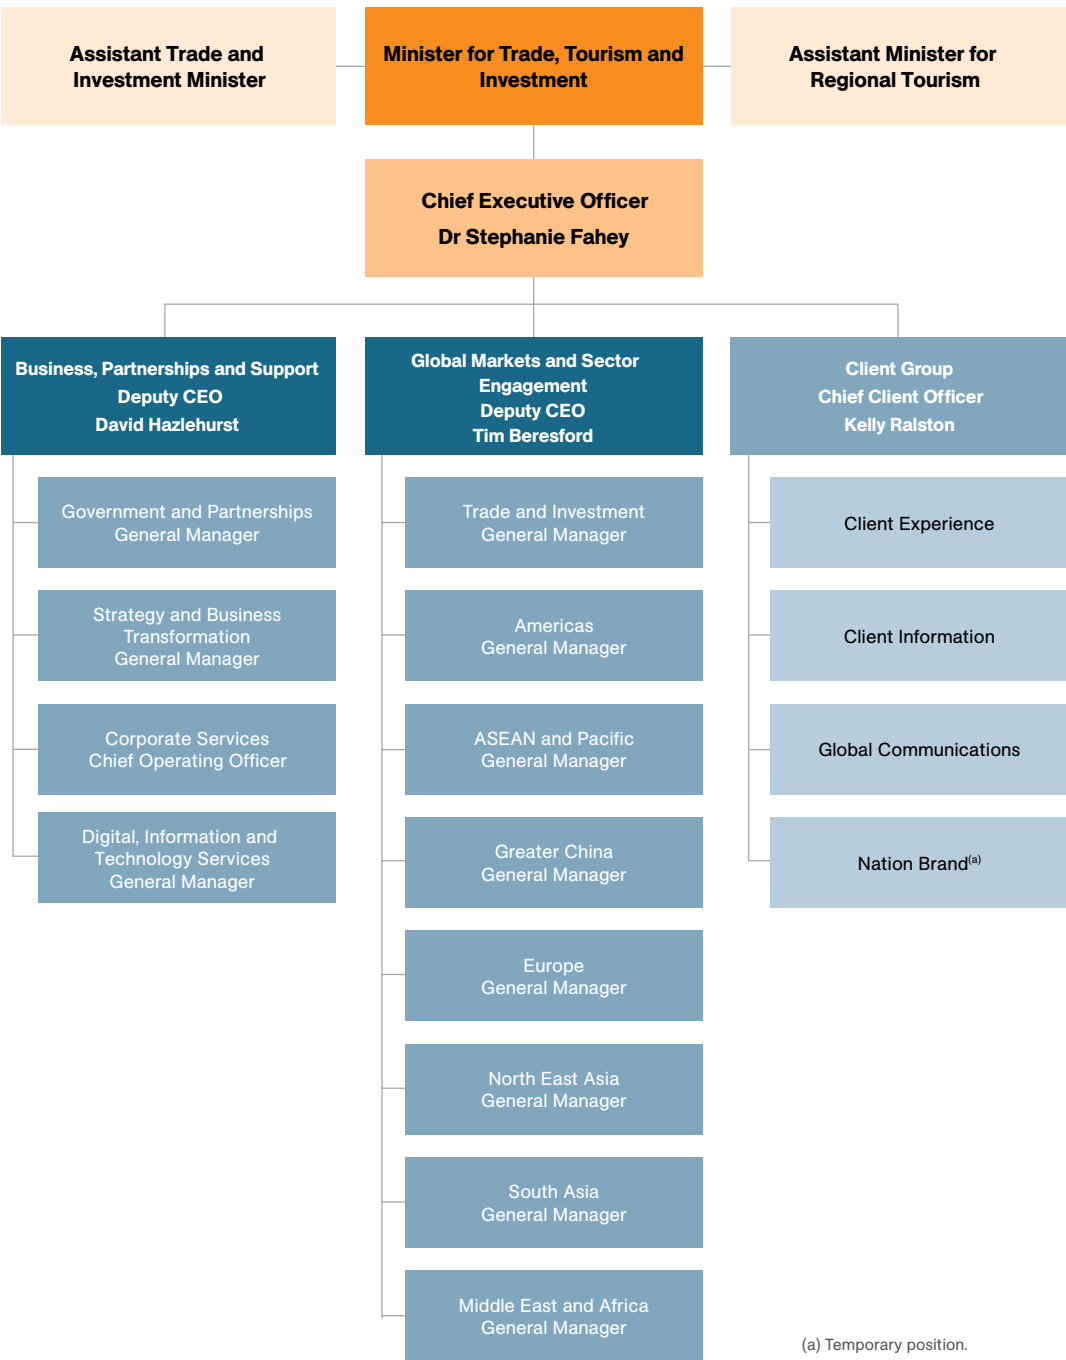 Assistant Trade and
Investment Minister
Minister for Trade, Tourism and
Investment
Assistant Minister for
Regional Tourism
Chief Executive Officer
Dr Stephanie Fahey
Business, Partnerships and Support
Deputy CEO
David Hazlehurst
Government and Partnerships
General Manager
Strategy and Business
Transformation
General Manager
Corporate Services
Chief Operating Officer
Digital, Information and
Technology Services
General Manager
Global Markets and Sector
Engagement
Deputy CEO
Tim Beresford
Trade and Investment
General Manager
Americas
General Manager
ASEAN and Pacific
General Manager
Greater China
General Manager
Europe
General Manager
North East Asia
General Manager
South Asia
General Manager
Middle East and Africa
General Manager
Client Group
Chief Client Officer
Kelly Ralston
Client Experience
Client Information
Global Communications
Nation Brand(a)
(a) Temporary position.